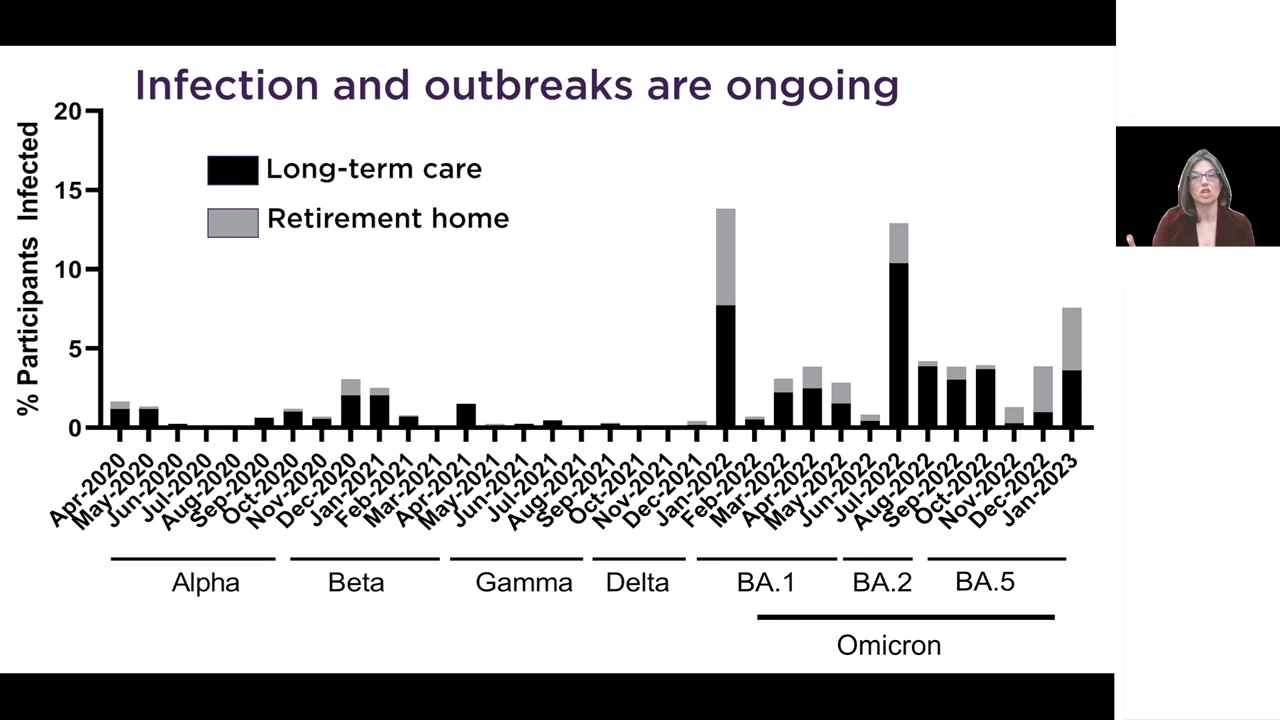 Infection and outbreaks are ongoing
% Participants Infected
20
15
10
5
0
Long-term care
Retirement home
Apr-2020
May-2020
Jun-2020
Jul-2020
Aug-2020
Sep-2020
Oct-2020
Nov-2020
Dec-2020
Jan-2021
Feb-2021
Mar-2021
Apr-2021
May-2021
Jun-2021
Jul-2021
Aug-2021
Sep-2021
Oct-2021
Nov-2021
Dec-2021
Jan-2022
Feb-2022
Mar-2022
Apr-2022
May-2022
Jun-2022
Jul-2022
Aug-2022
Sep-2022
Oct-2022
Nov-2022
Dec-2022
Jan-2023
Alpha
Beta
Gamma
Delta
BA.1
BA.2
BA.5
Omicron